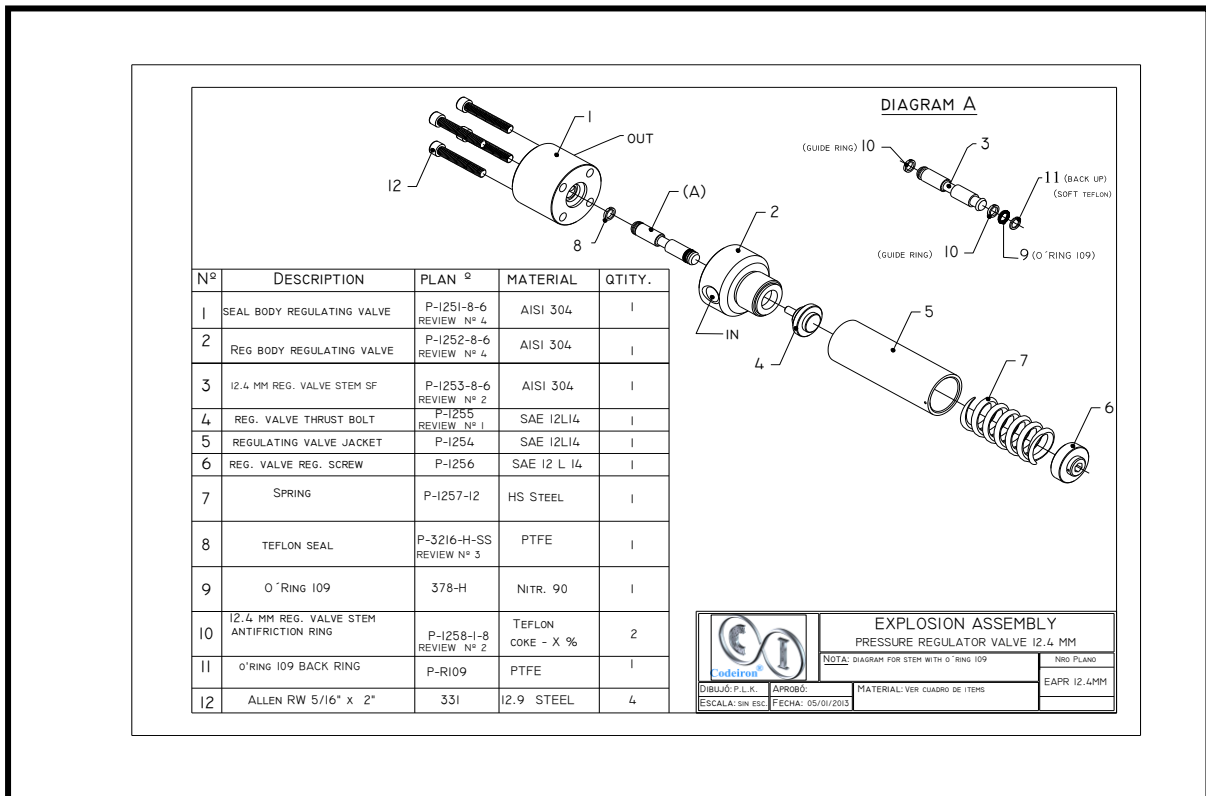 DIAGRAM A
1
OUT
12
8
(A)
2
IN
4
5
7
6
(GUIDE RING) 10
3
11 (BACK UP)
(SOFT TEFLON)
(GUIDE RING) 10
9 (O´RING 109)
Nº DESCRIPTION PLAN º MATERIAL QTITY.
1 SEAL BODY REGULATING VALVE P-1251-8-6 REVIEW Nº 4 AISI 304 1
2 REG BODY REGULATING VALVE P-1252-8-6 REVIEW Nº 4 AISI 304 1
3 12.4 MM REG. VALVE STEM SF P-1253-8-6 REVIEW Nº 2 AISI 304 1
4 REG. VALVE THRUST BOLT P-1255 REVIEW Nº 1 SAE 12L14 1
5 REGULATING VALVE JACKET P-1254 SAE 12L14 1
6 REG. VALVE REG. SCREW P-1256 SAE 12 L 14 1
7 SPRING P-1257-12 HS STEEL 1
8 TEFLON SEAL P-3216-H-SS REVIEW Nº 3 PTFE 1
9 O´RING 109 378-H NITR. 90 1
10 12.4 MM REG. VALVE STEM ANTIFRICTION RING P-1258-1-8 REVIEW Nº 2 TEFLON COKE - X % 2
11 O'RING 109 BACK RING P-R109 PTFE 1
12 ALLEN RW 5/16" X 2" 331 12.9 STEEL 4
C I
Codeiron®
EXPLOSION ASSEMBLY
PRESSURE REGULATOR VALVE 12.4 MM
NOTA: DIAGRAM FOR STEM WITH O´RING 109
NRO PLANO
EAPR 12.4MM
DIBUJÓ: P.L.K. APROBÓ: MATERIAL: VER CUADRO DE ITEMS
ESCALA: SIN ESC. FECHA: 05/01/2013